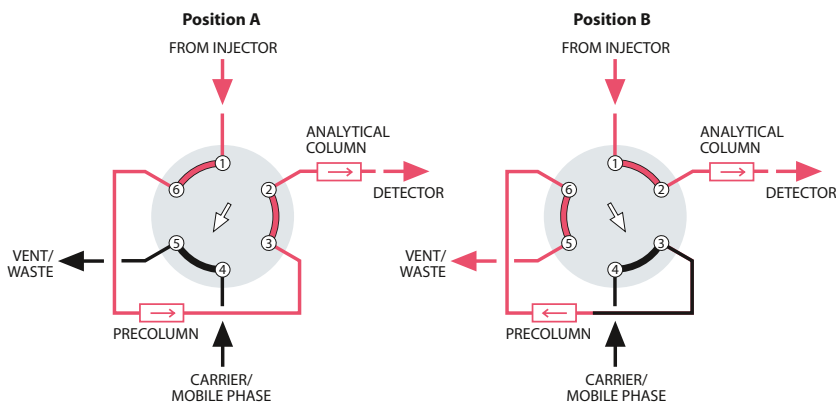 Position A
FROM INJECTOR
1
2
3
4
5
6
ANALYTICAL
COLUMN
DETECTOR
VENT/
WASTE
PRECOLUMN
CARRIER/
MOBILE PHASE
Position B
FROM INJECTOR
1
2
3
4
5
6
ANALYTICAL
COLUMN
DETECTOR
VENT/
WASTE
PRECOLUMN
CARRIER/
MOBILE PHASE